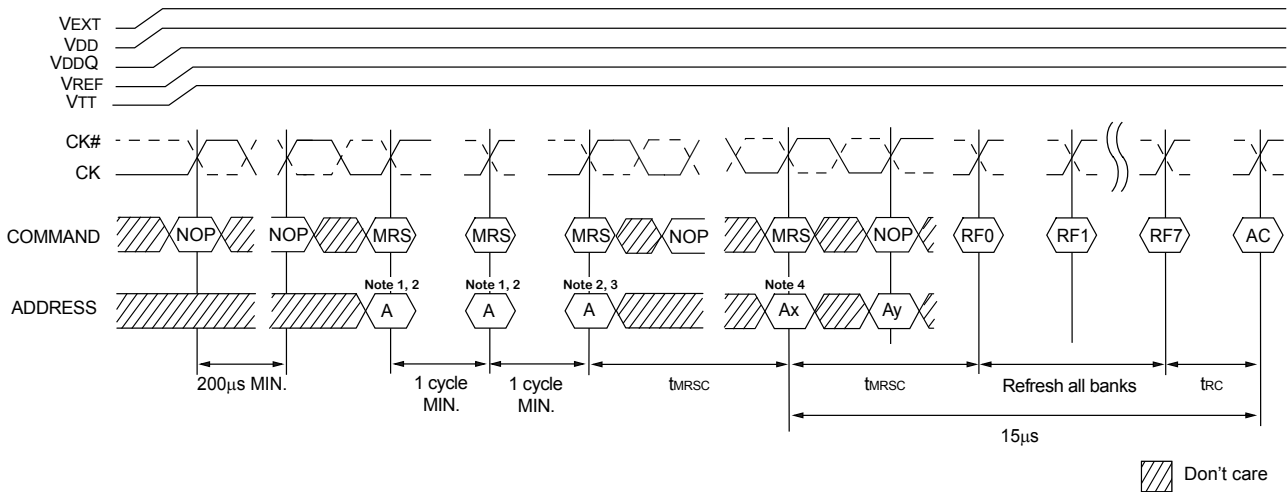 VEXT
VDD
VDDQ
VREF
VTT
CK#
CK
COMMAND NOP NOP MRS MRS MRS NOP MRS NOP RF0 RF1 RF7 AC
Note 1, 2 Note 1, 2 Note 2, 3 Note 4
ADDRESS A A A Ax Ay
200μs MIN. 1 cycle MIN. 1 cycle MIN. tMRSC tMRSC Refresh all banks tRC
15μs
Don't care